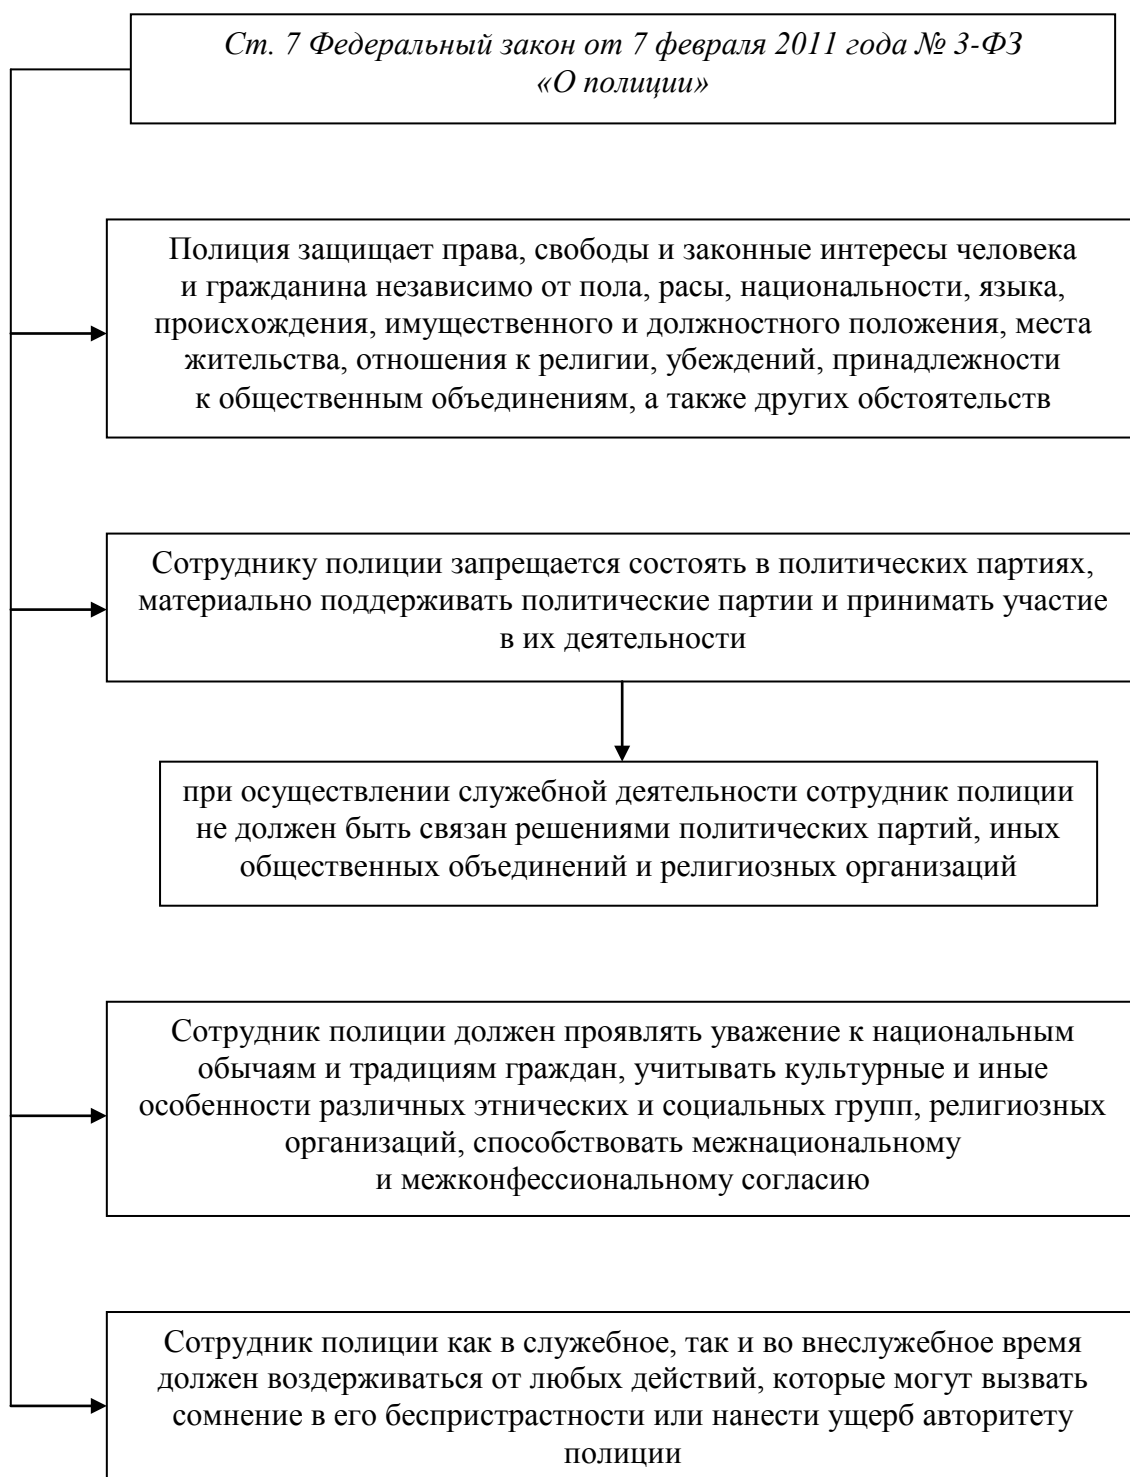 Ст. 7 Федеральный закон от 7 февраля 2011 года № 3-ФЗ
«О полиции»
Полиция защищает права, свободы и законные интересы человека
и гражданина независимо от пола, расы, национальности, языка,
происхождения, имущественного и должностного положения, места
жительства, отношения к религии, убеждений, принадлежности
к общественным объединениям, а также других обстоятельств
Сотруднику полиции запрещается состоять в политических партиях,
материально поддерживать политические партии и принимать участие
в их деятельности
при осуществлении служебной деятельности сотрудник полиции
не должен быть связан решениями политических партий, иных
общественных объединений и религиозных организаций
Сотрудник полиции должен проявлять уважение к национальным
обычаям и традициям граждан, учитывать культурные и иные
особенности различных этнических и социальных групп, религиозных
организаций, способствовать межнациональному
и межконфессиональному согласию
Сотрудник полиции как в служебное, так и во внеслужебное время
должен воздерживаться от любых действий, которые могут вызвать
сомнение в его беспристрастности или нанести ущерб авторитету
полиции